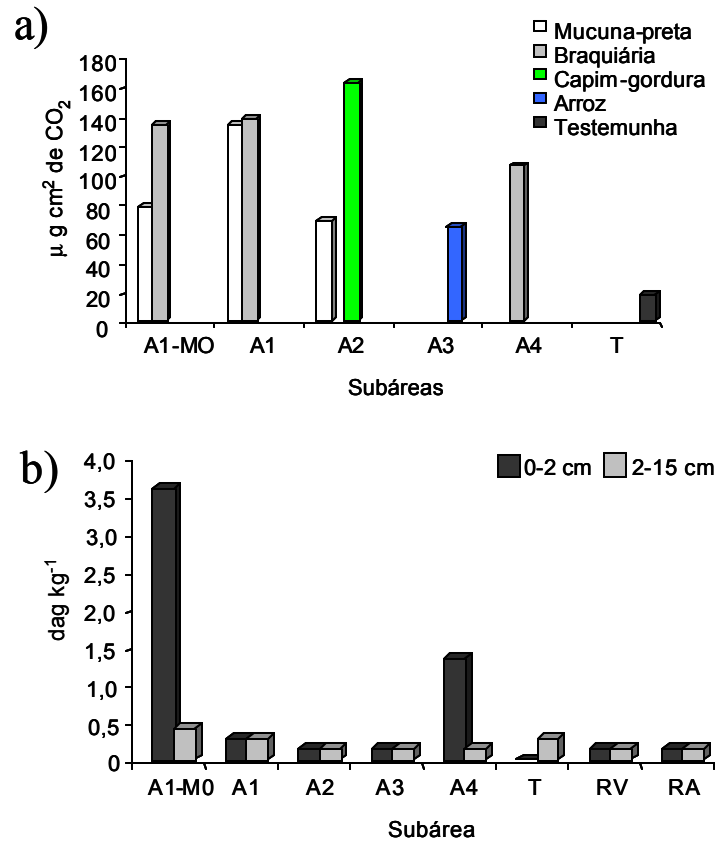 a)
Mucuna-preta
Braquiária
Capim-gordura
Arroz
Testemunha
µ g cm² de CO₂
180
160
140
120
100
80
60
40
20
0
A1-MO A1 A2 A3 A4 T
Subáreas
b)
0-2 cm 2-15 cm
dag kg⁻¹
4,0
3,5
3,0
2,5
2,0
1,5
1,0
0,5
0
A1-M0 A1 A2 A3 A4 T RV RA
Subárea